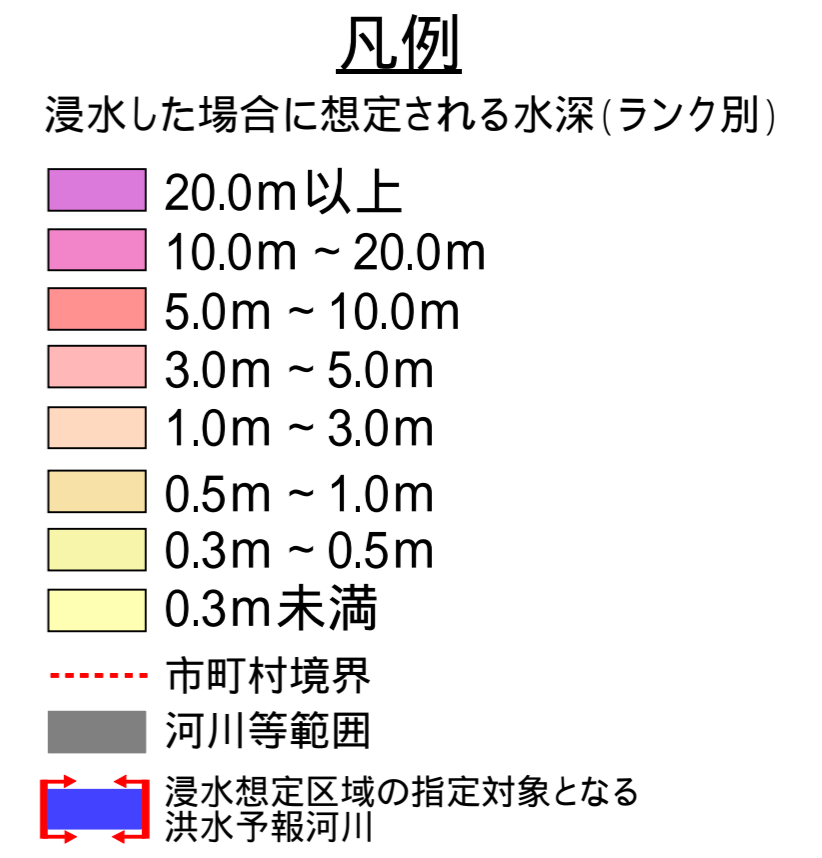 凡例
浸水した場合に想定される水深(ランク別)
20.0m以上
10.0m ~ 20.0m
5.0m ~ 10.0m
3.0m ~ 5.0m
1.0m ~ 3.0m
0.5m ~ 1.0m
0.3m ~ 0.5m
0.3m未満
市町村境界
河川等範囲
浸水想定区域の指定対象となる
洪水予報河川